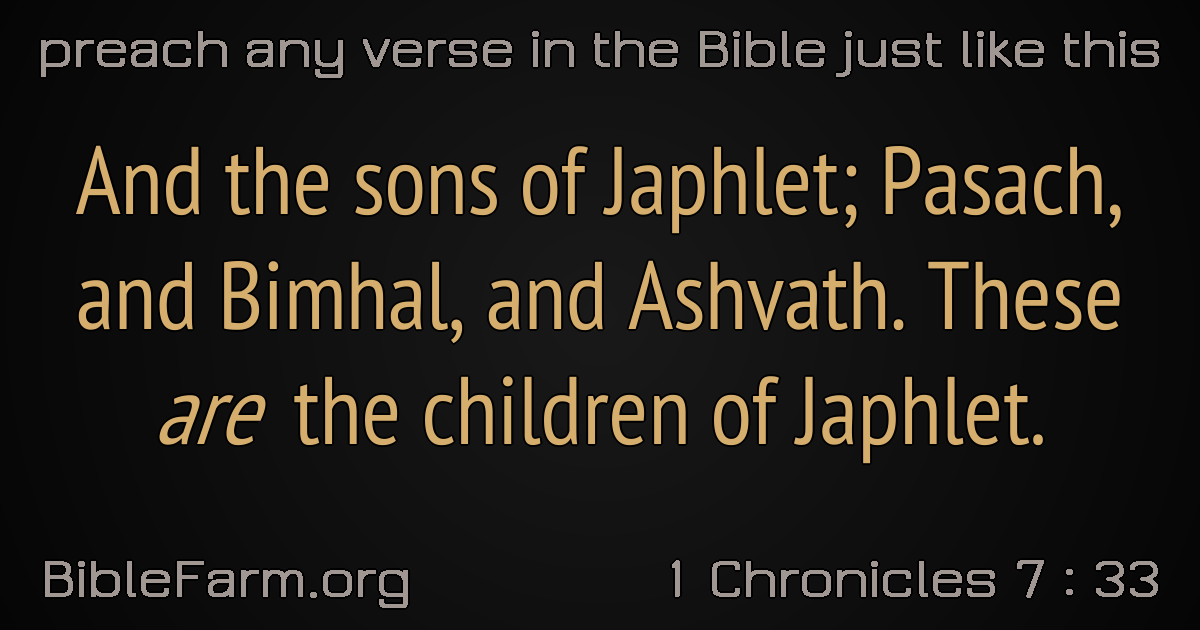 preach any verse in the Bible just like this
And the sons of Japhlet; Pasach,
and Bimhal, and Ashvath. These
are the children of Japhlet.
BibleFarm.org
1 Chronicles 7 : 33